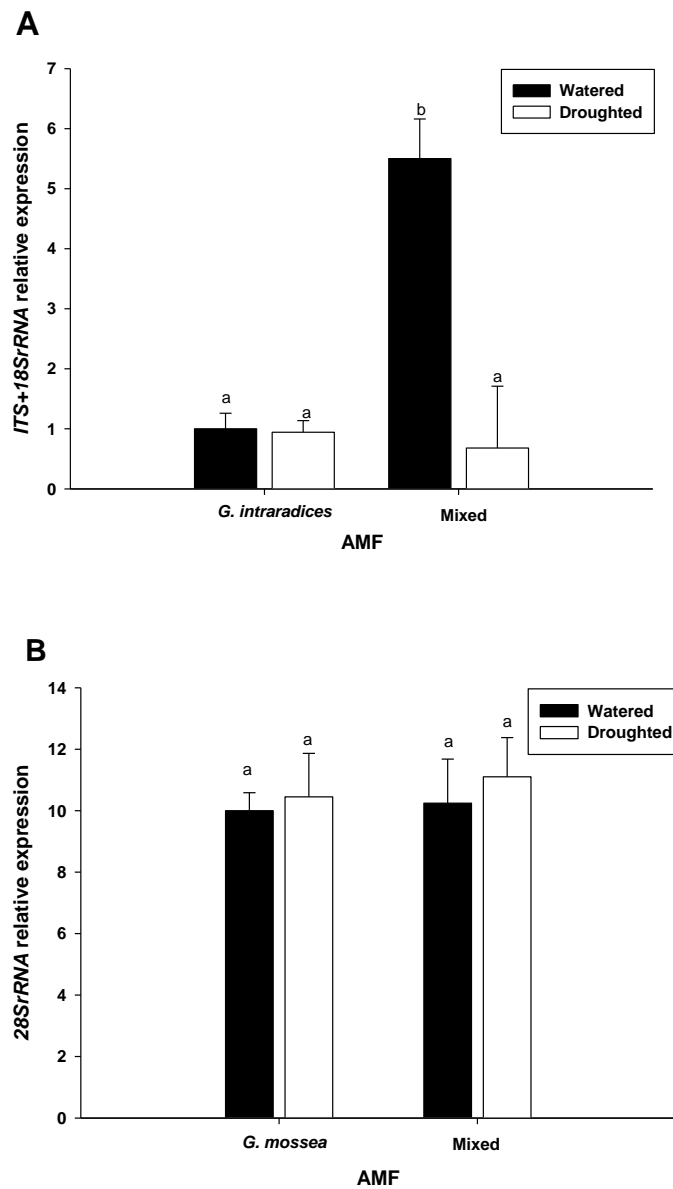 A
7
6
5
4
3
2
1
0
ITS+18SrRNA relative expression
Watered
Droughted
a
a
b
a
G. intraradices
Mixed
AMF
B
14
12
10
8
6
4
2
0
28SrRNA relative expression
Watered
Droughted
a
a
a
a
G. mossea
Mixed
AMF